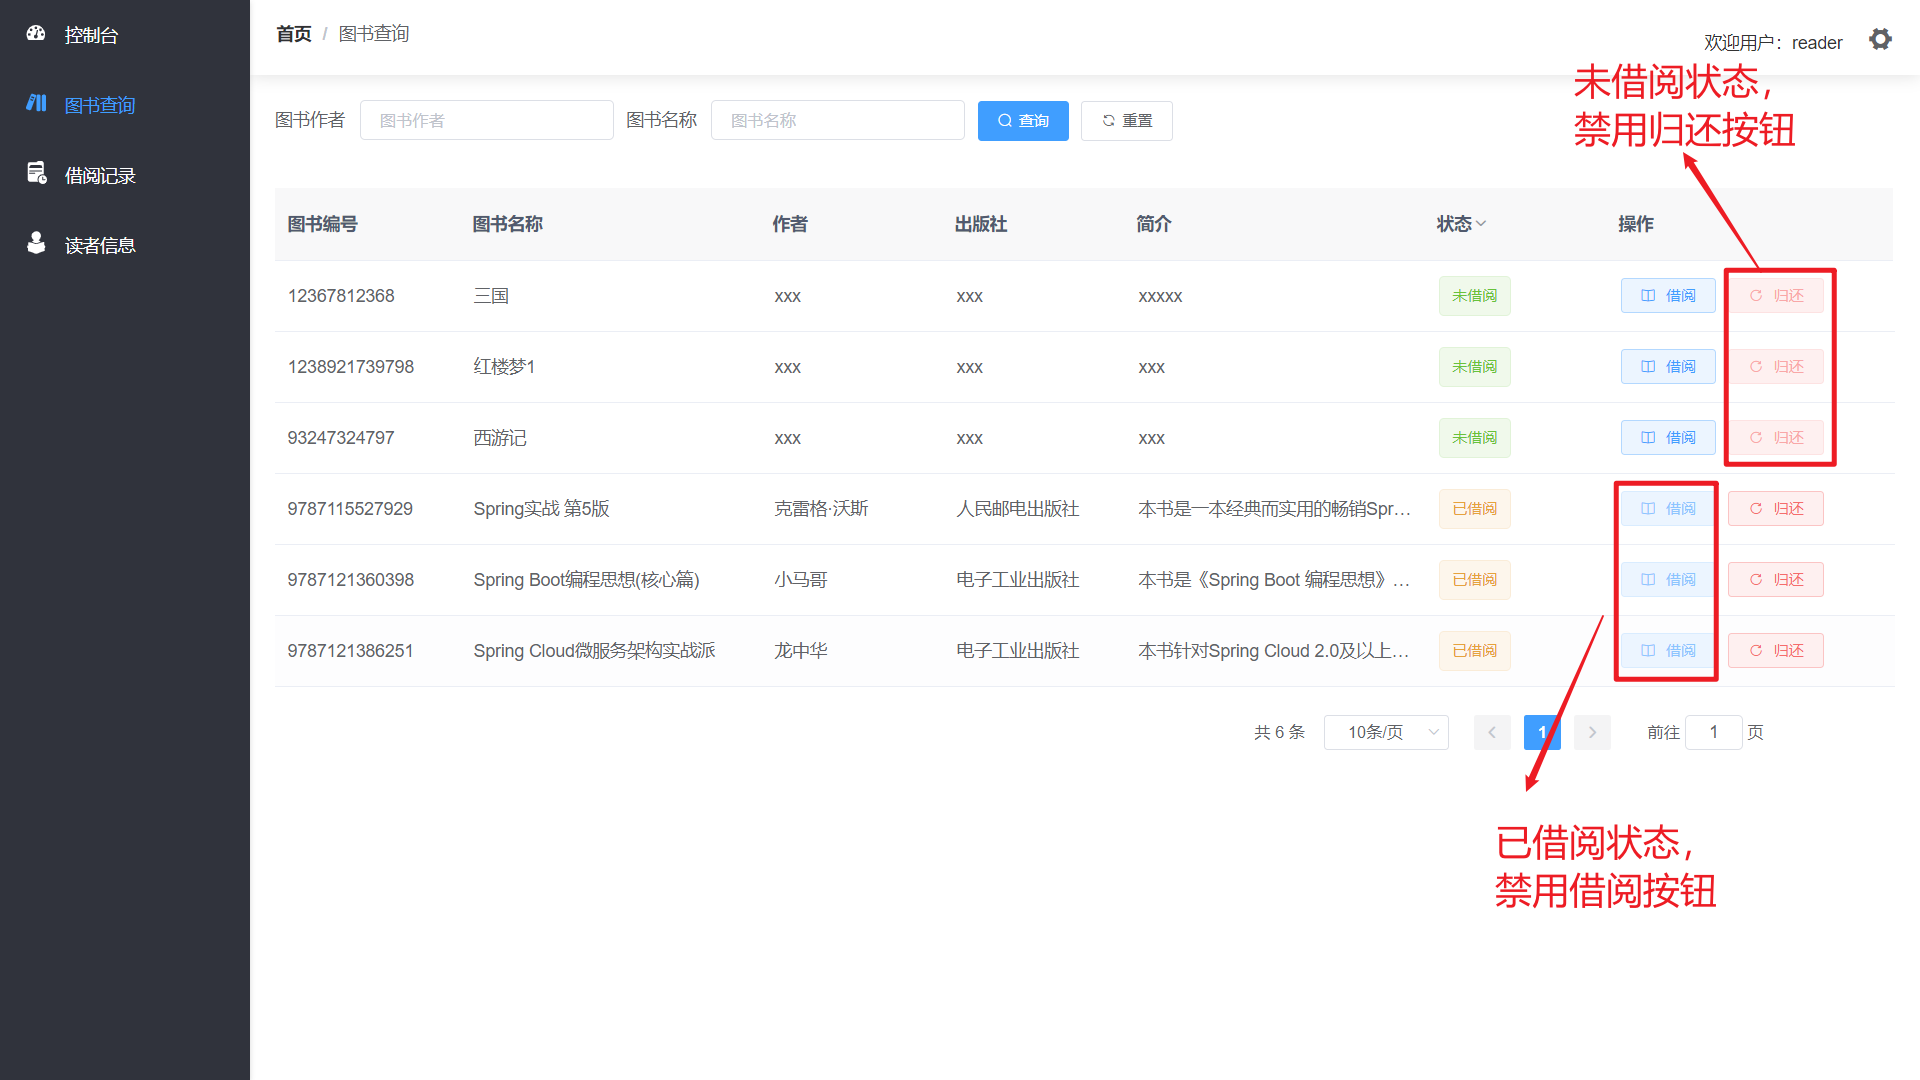 控制台
图书查询
借阅记录
读者信息
首页 / 图书查询
欢迎用户：reader
未借阅状态，
禁用归还按钮
图书作者 图书作者 图书名称 图书名称 查询 重置
图书编号 图书名称 作者 出版社 简介 状态 操作
12367812368 三国 xxx xxx xxxxx 未借阅 借阅 归还
1238921739798 红楼梦1 xxx xxx xxx 未借阅 借阅 归还
93247324797 西游记 xxx xxx xxx 未借阅 借阅 归还
9787115527929 Spring实战 第5版 克雷格·沃斯 人民邮电出版社 本书是一本经典而实用的畅销Spr... 已借阅 借阅 归还
9787121360398 Spring Boot编程思想(核心篇) 小马哥 电子工业出版社 本书是《Spring Boot 编程思想》... 已借阅 借阅 归还
9787121386251 Spring Cloud微服务架构实战派 龙中华 电子工业出版社 本书针对Spring Cloud 2.0及以上... 已借阅 借阅 归还
共 6 条 10条/页 1 前往 1 页
已借阅状态，
禁用借阅按钮